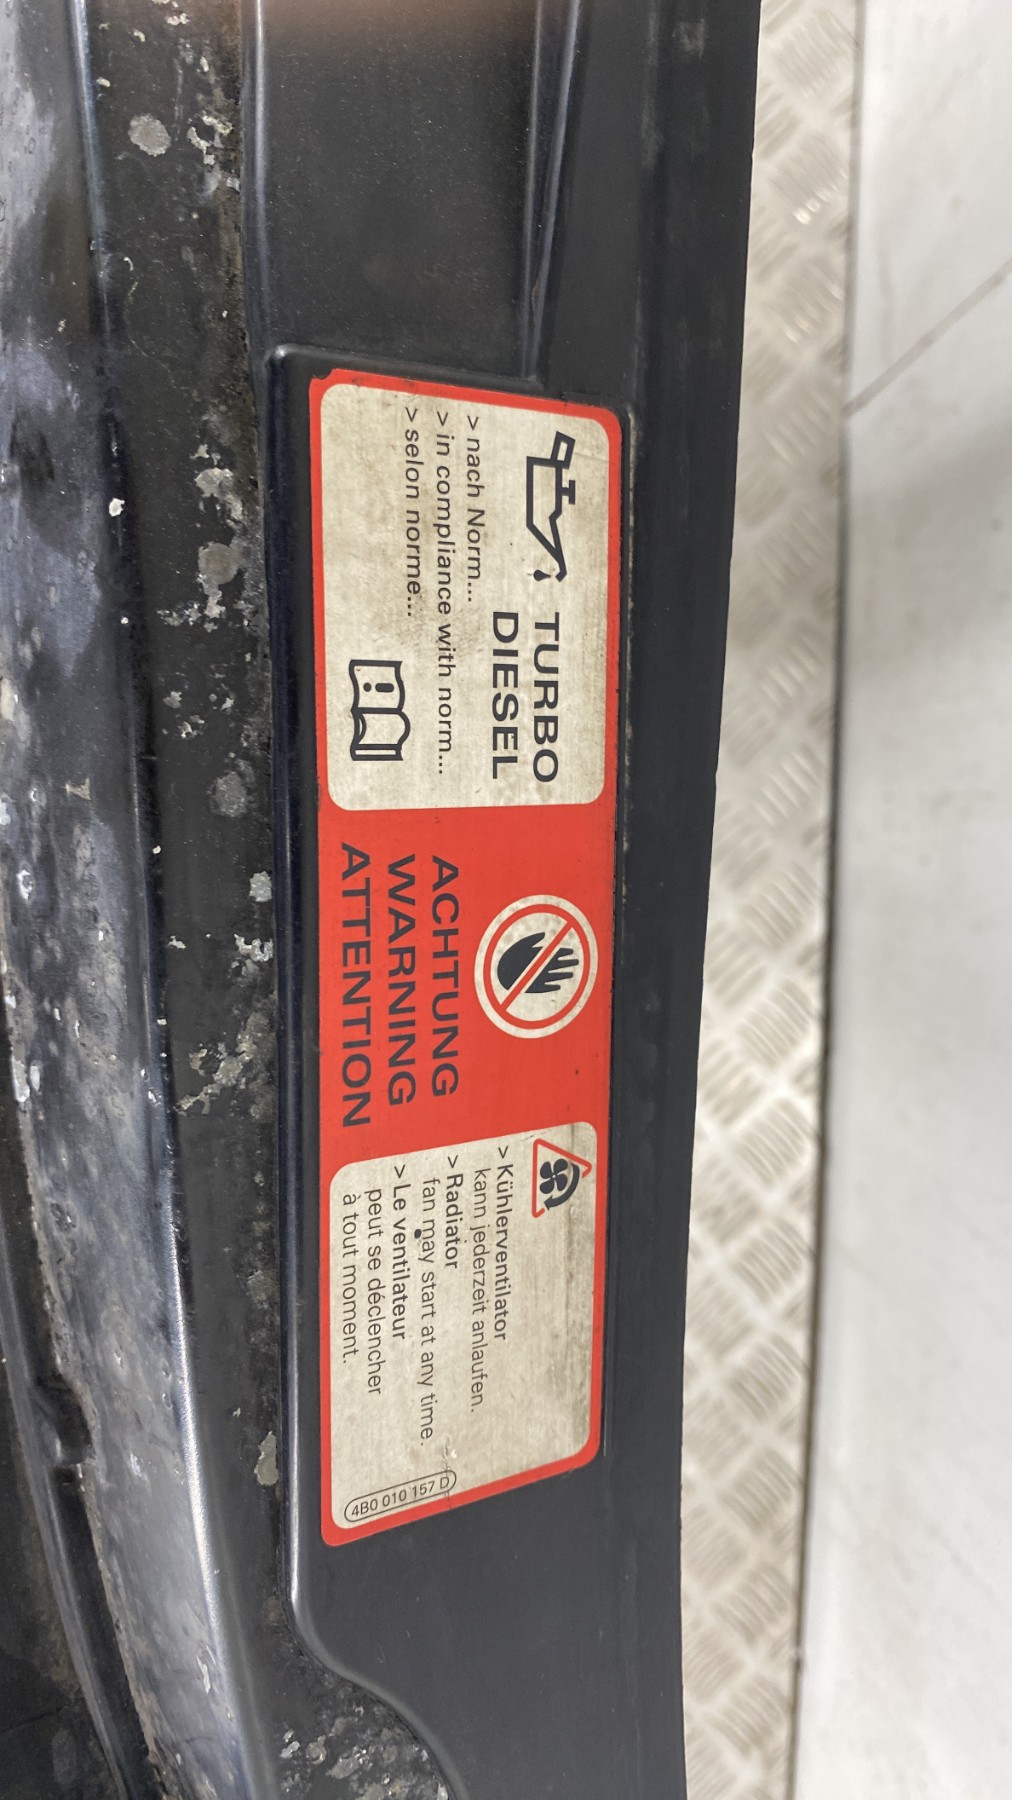 TURBO
DIESEL
> nach Norm...
> in compliance with norm...
> selon norme...
ACHTUNG
WARNING
ATTENTION
> Kühlerventilator
kann jederzeit anlaufen.
> Radiator
fan may start at any time.
> Le ventilateur
peut se déclencher
à tout moment.
4B0 010 157 D